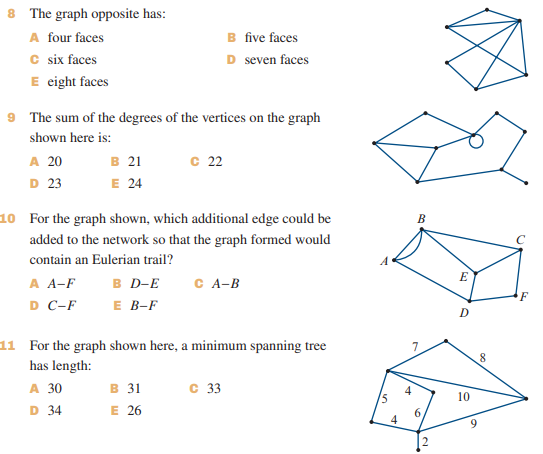 8 The graph opposite has:
A four faces B five faces
C six faces D seven faces
E eight faces
9 The sum of the degrees of the vertices on the graph
shown here is:
A 20 B 21 C 22
D 23 E 24
10 For the graph shown, which additional edge could be
added to the network so that the graph formed would
contain an Eulerian trail?
A A–F B D–E C A–B
D C–F E B–F
B
C
A
E
F
D
11 For the graph shown here, a minimum spanning tree
has length:
A 30 B 31 C 33
D 34 E 26
7
8
5 4 10
4 6 9
2